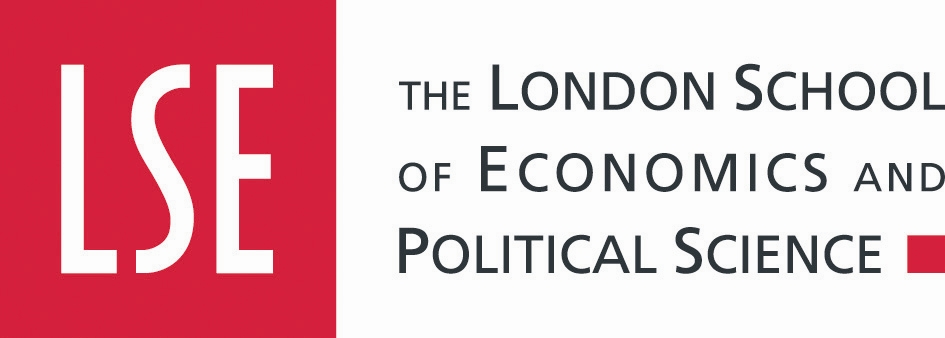 LSE
THE LONDON SCHOOL
OF ECONOMICS AND
POLITICAL SCIENCE